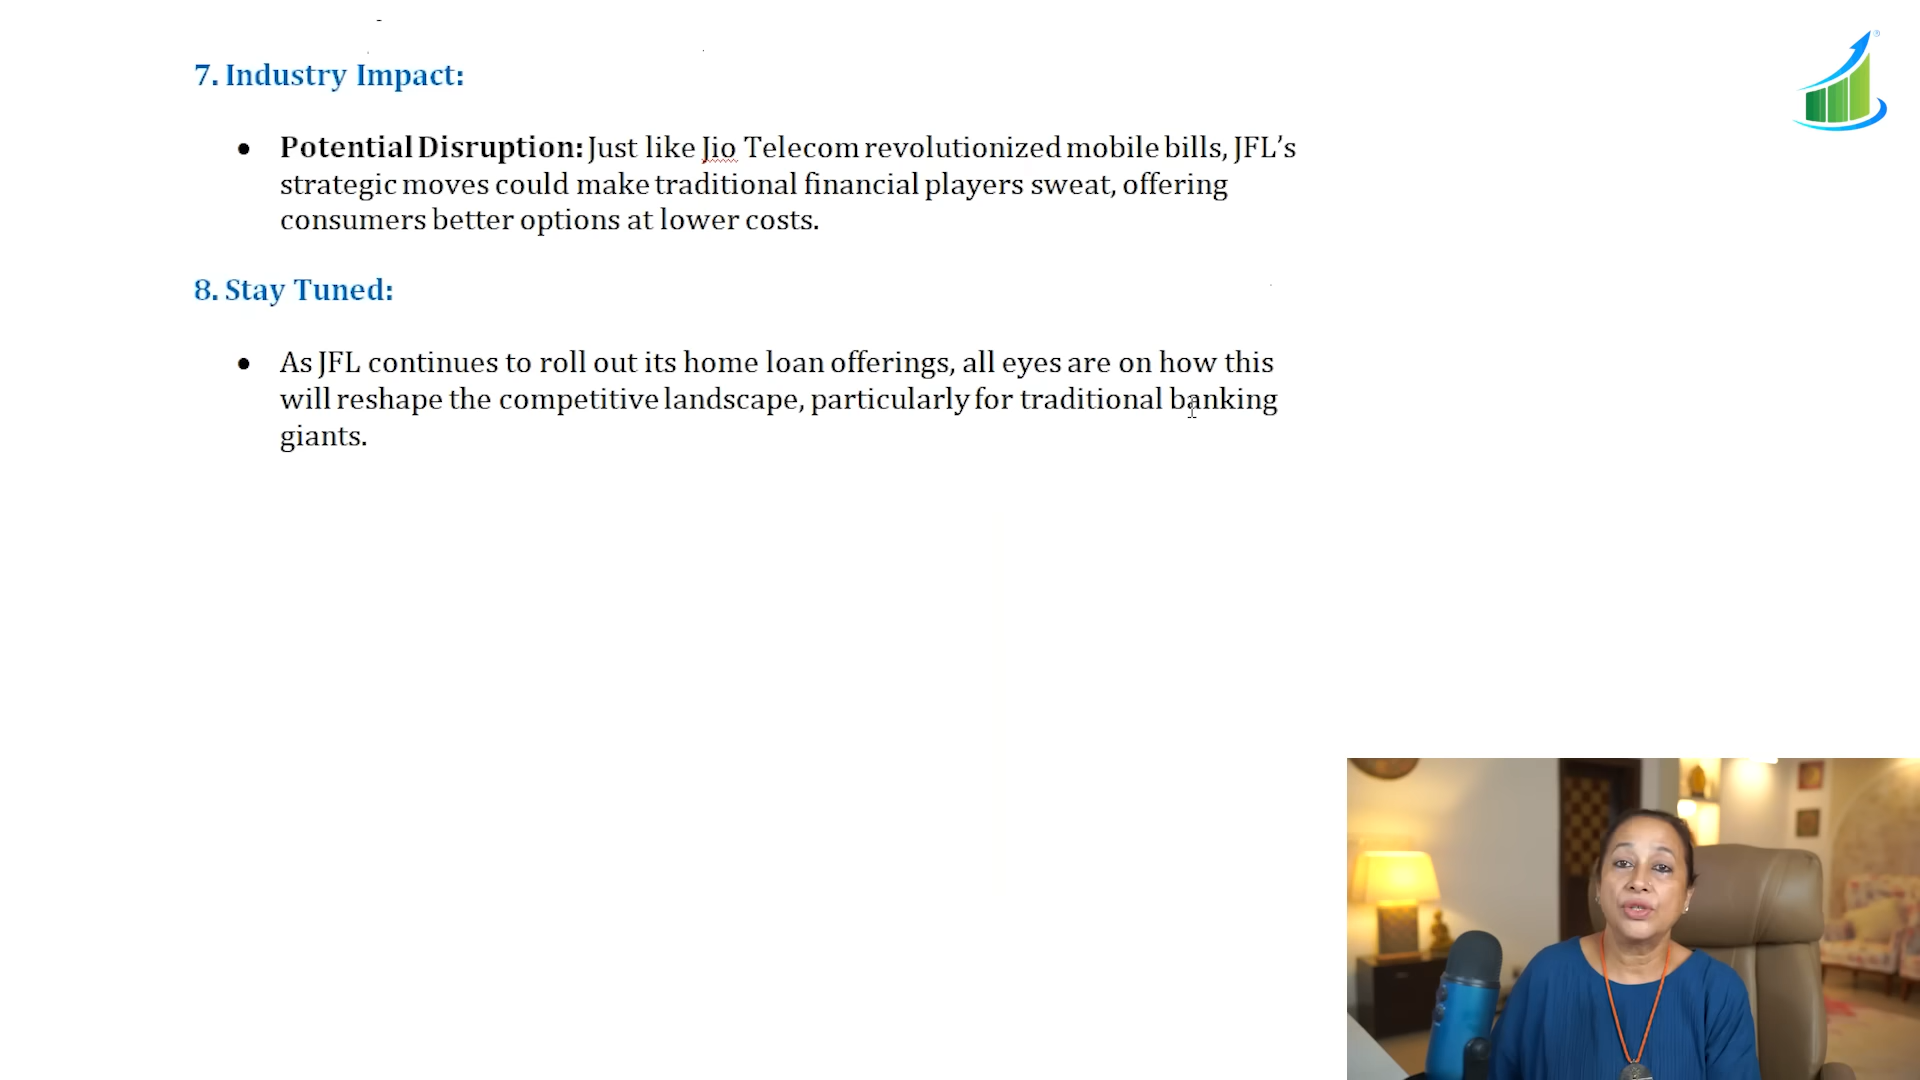 7. Industry Impact:
• Potential Disruption: Just like Jio Telecom revolutionized mobile bills, JFL’s
strategic moves could make traditional financial players sweat, offering
consumers better options at lower costs.
8. Stay Tuned:
• As JFL continues to roll out its home loan offerings, all eyes are on how this
will reshape the competitive landscape, particularly for traditional banking
giants.